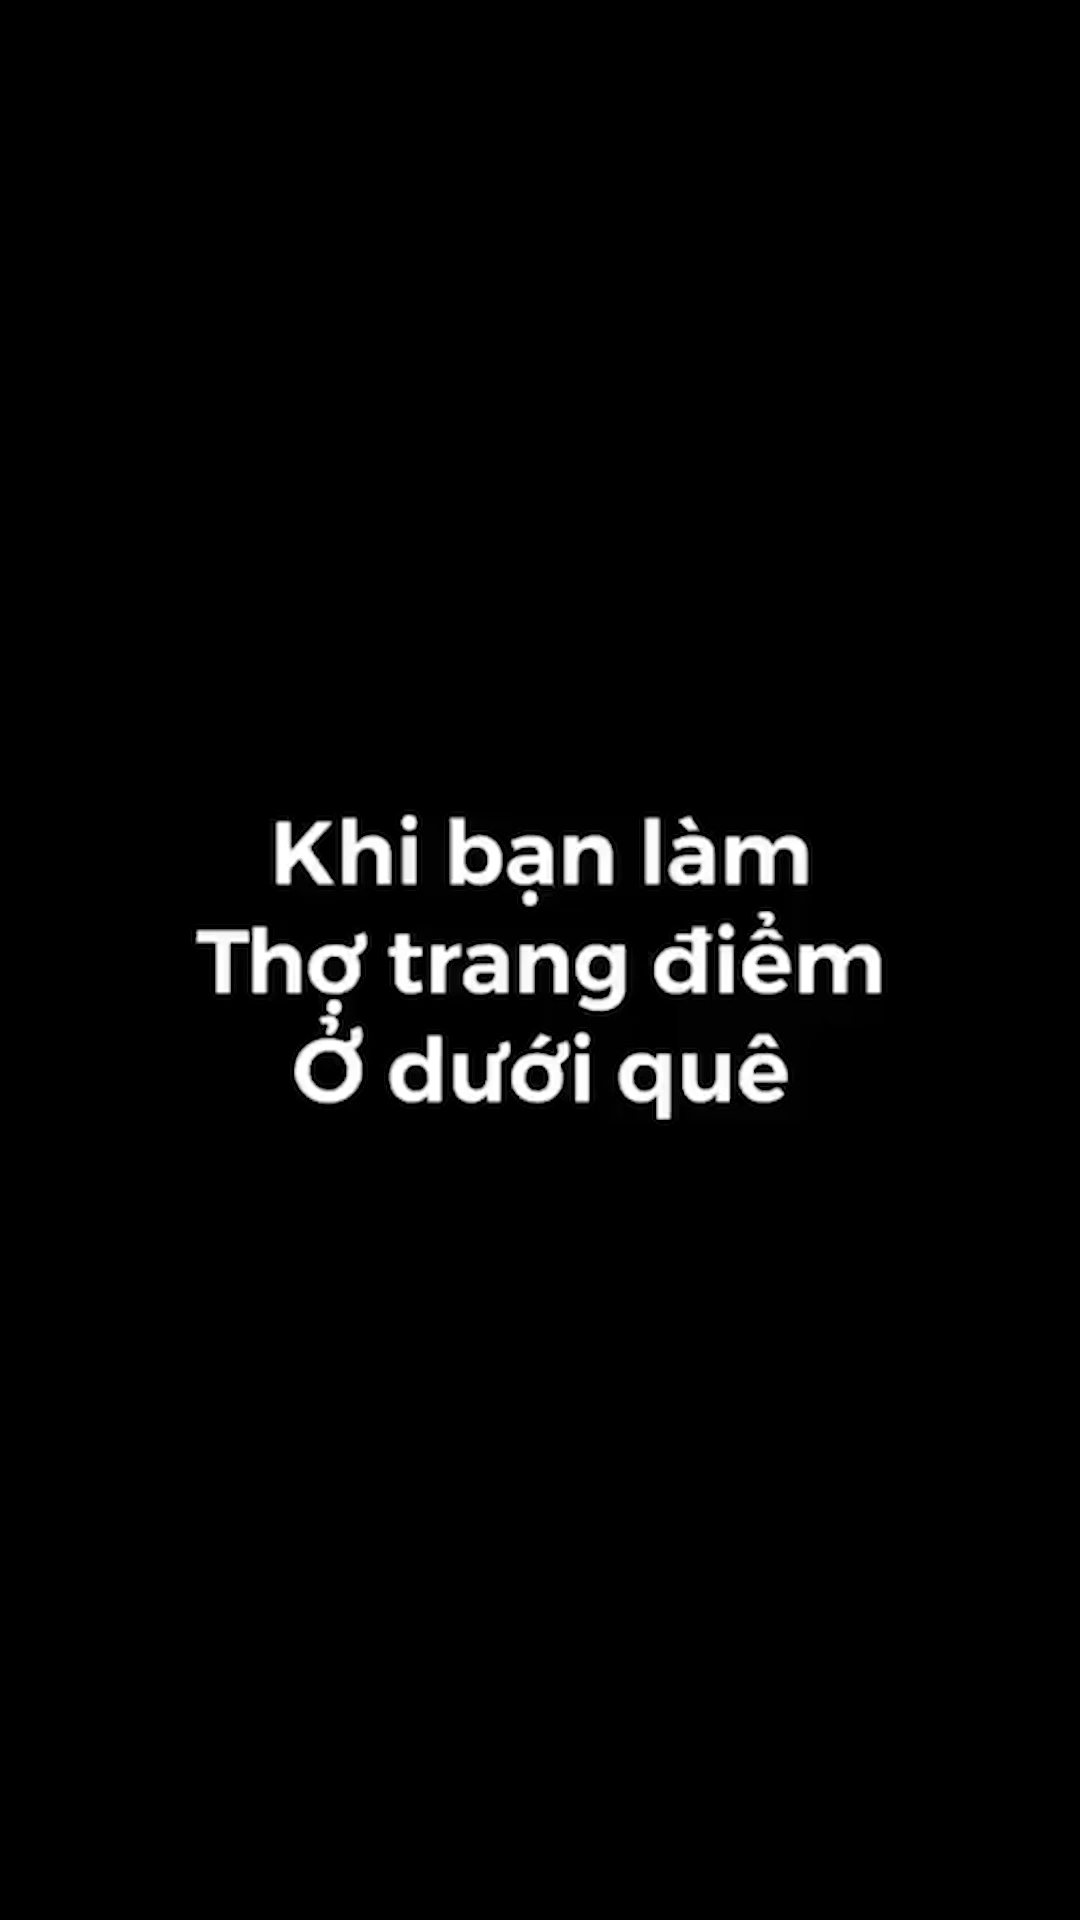 Khi bạn làm
Thợ trang điểm
Ở dưới quê